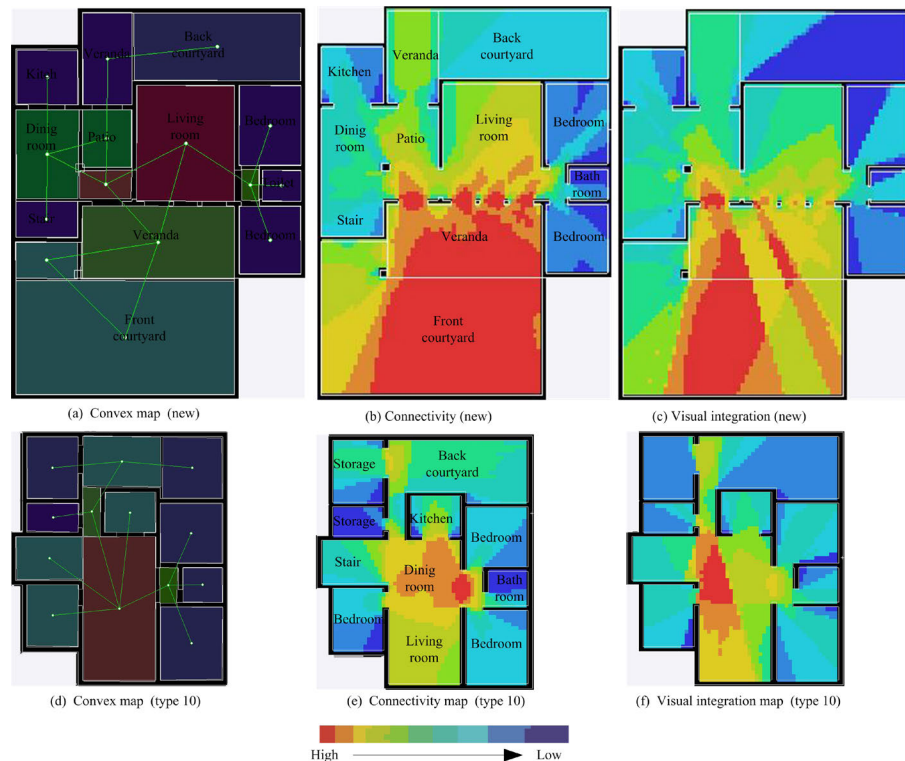 Back
courtyard
Veranda
Kitch
Living
room
Bedroom
Dinig
room
Patio
Toilet
Stair
Veranda
Bedroom
Front
courtyard
(a) Convex map (new)
Veranda
Back
courtyard
Kitchen
Living
room
Dinig
room
Patio
Bedroom
Bath
room
Stair
Veranda
Bedroom
Front
courtyard
(b) Connectivity (new)
(c) Visual integration (new)
(d) Convex map (type 10)
Storage
Back
courtyard
Storage
Kitchen
Bedroom
Stair
Dinig
room
Bath
room
Bedroom
Living
room
Bedroom
(e) Connectivity map (type 10)
(f) Visual integration map (type 10)
High
Low